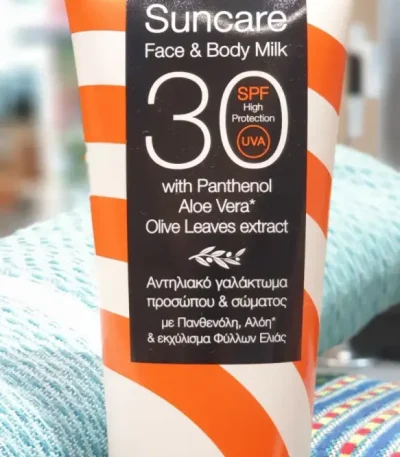 Suncare
Face & Body Milk
30
SPF
High
Protection
UVA
with Panthenol
Aloe Vera*
Olive Leaves extract
Αντηλιακό γαλάκτωμα
προσώπου & σώματος
με Πανθενόλη, Αλόη*
& εκχύλισμα Φύλλων Ελιάς